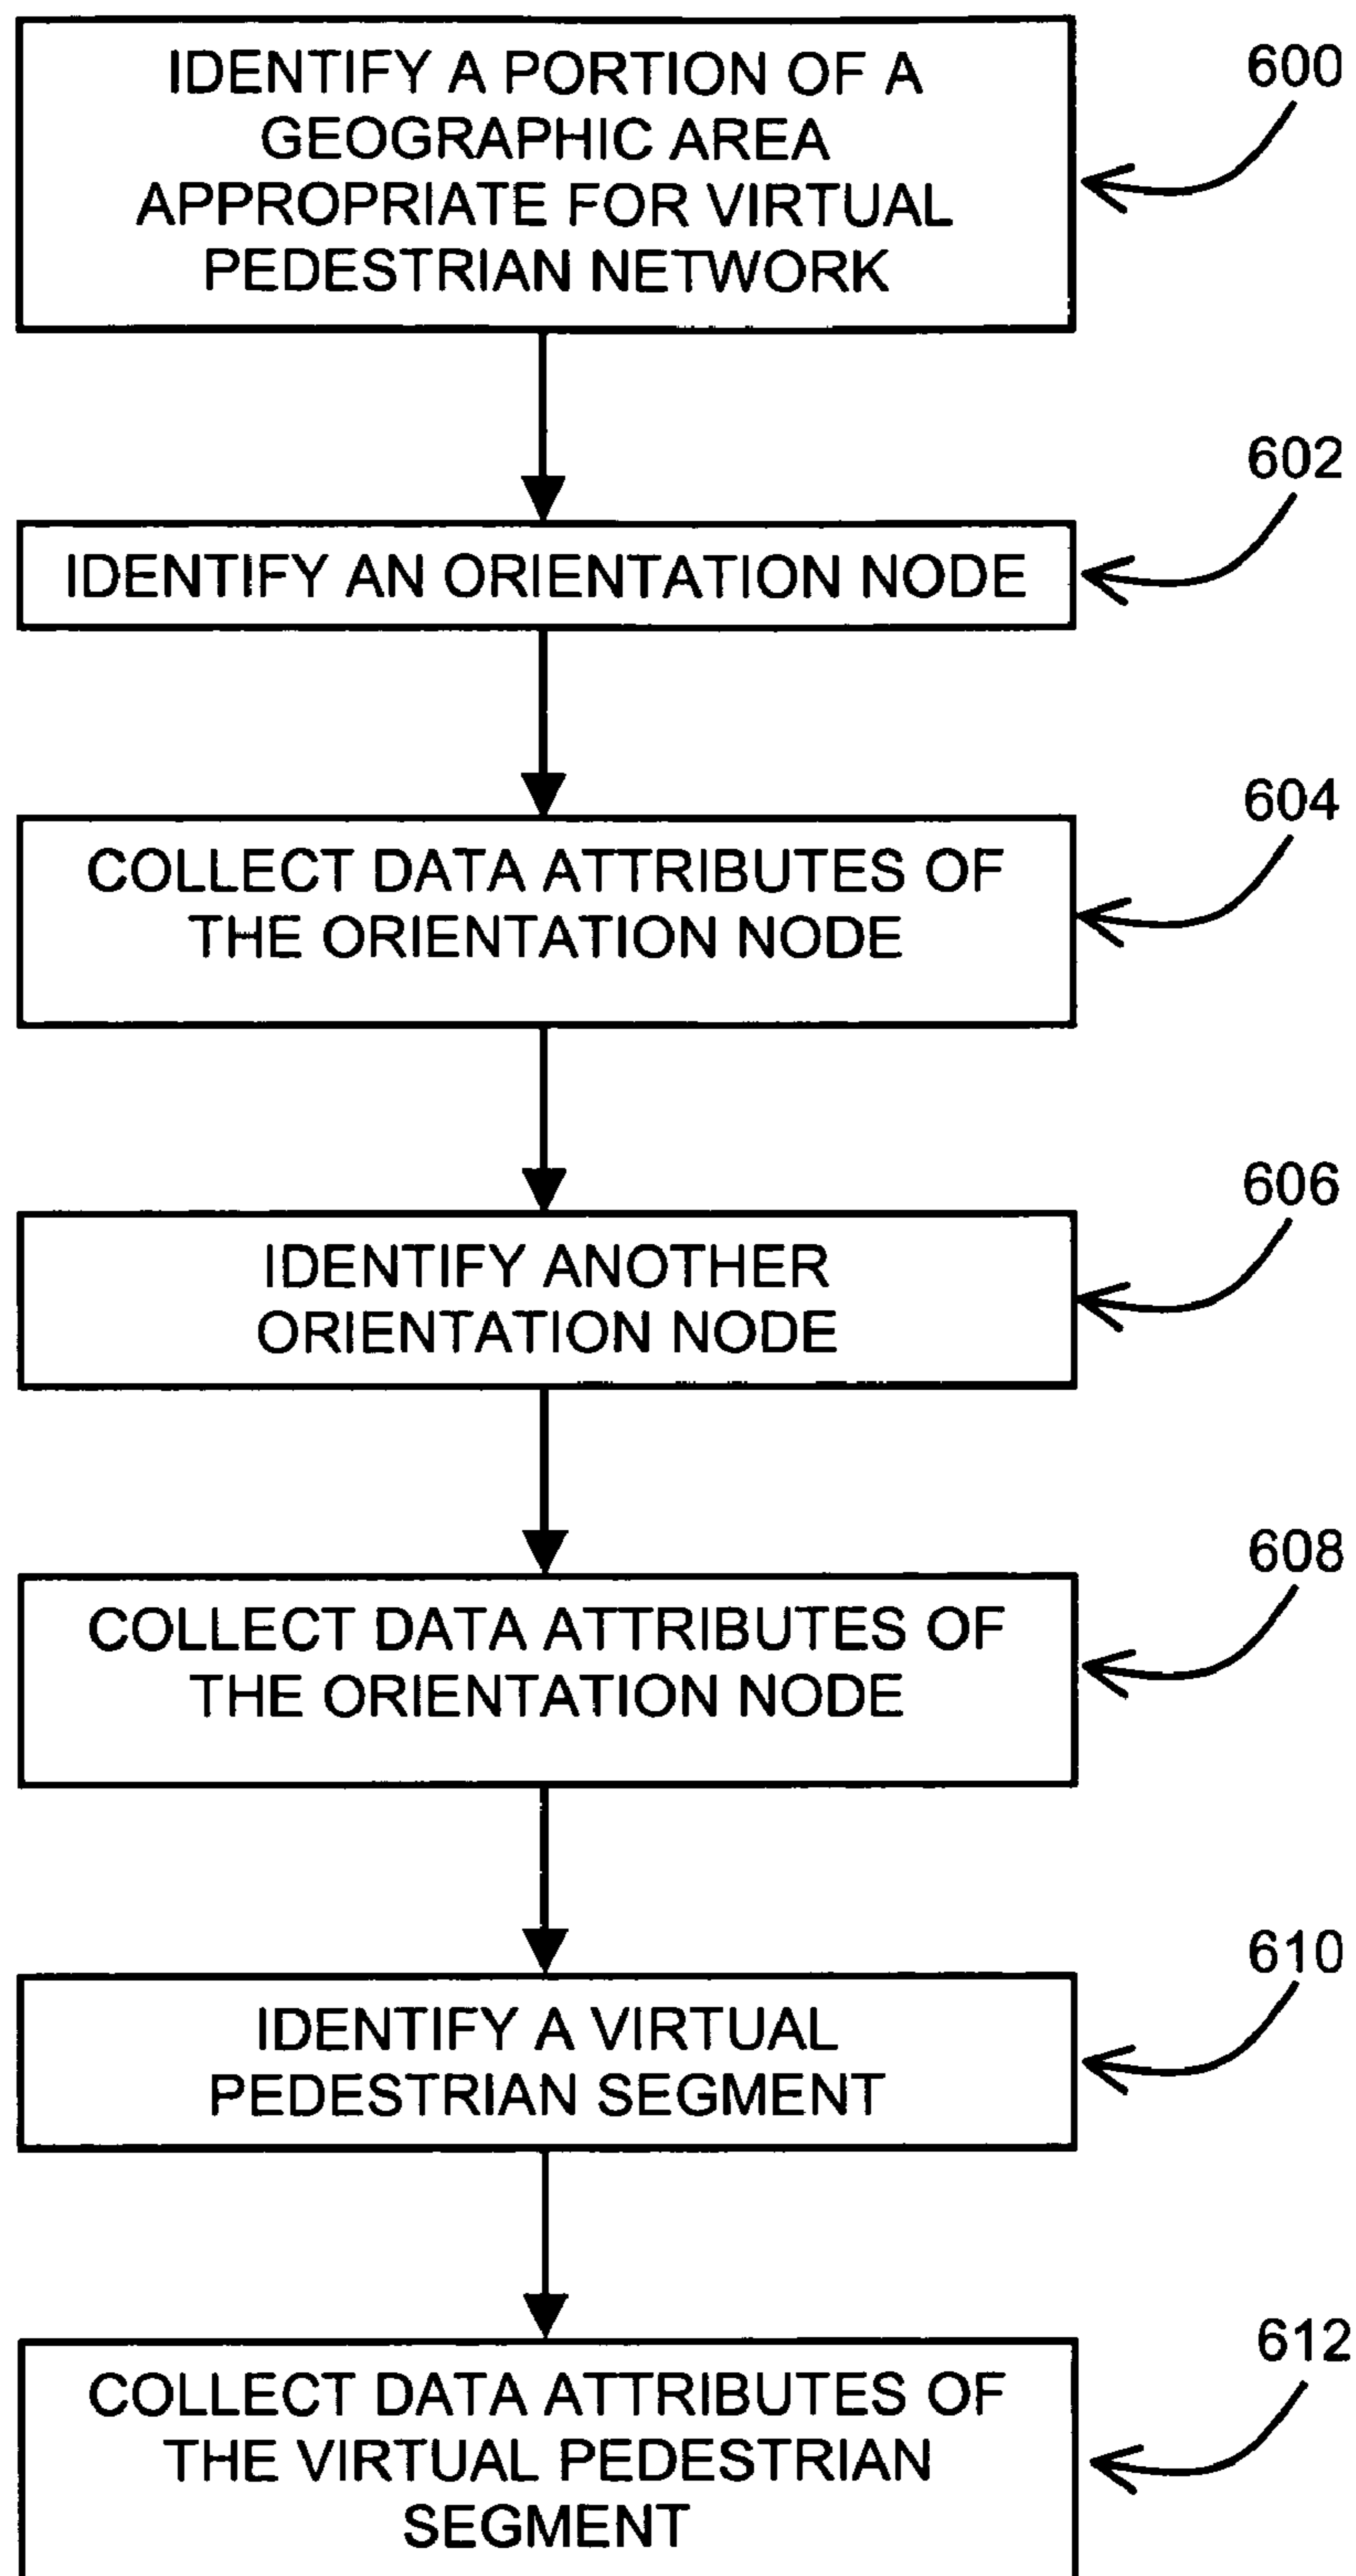 IDENTIFY A PORTION OF A
GEOGRAPHIC AREA
APPROPRIATE FOR VIRTUAL
PEDESTRIAN NETWORK
600
IDENTIFY AN ORIENTATION NODE
602
COLLECT DATA ATTRIBUTES OF
THE ORIENTATION NODE
604
IDENTIFY ANOTHER
ORIENTATION NODE
606
COLLECT DATA ATTRIBUTES OF
THE ORIENTATION NODE
608
IDENTIFY A VIRTUAL
PEDESTRIAN SEGMENT
610
COLLECT DATA ATTRIBUTES OF
THE VIRTUAL PEDESTRIAN
SEGMENT
612